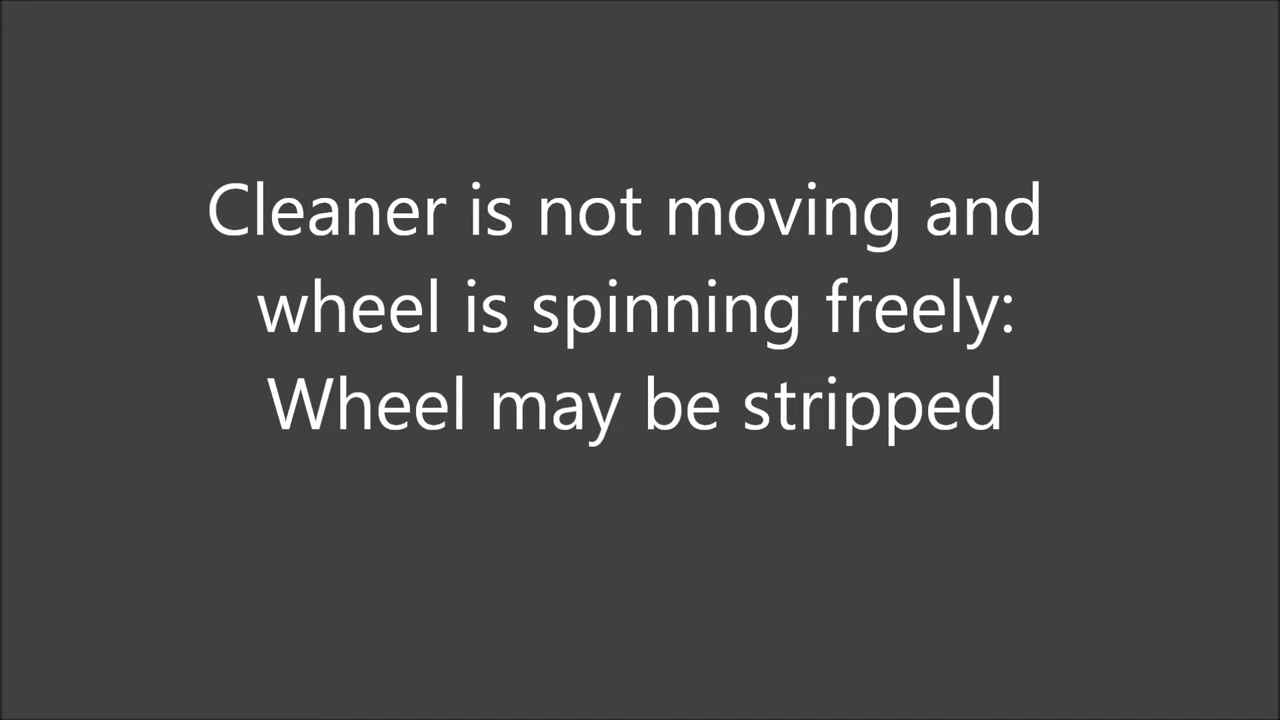 Cleaner is not moving and
wheel is spinning freely:
Wheel may be stripped